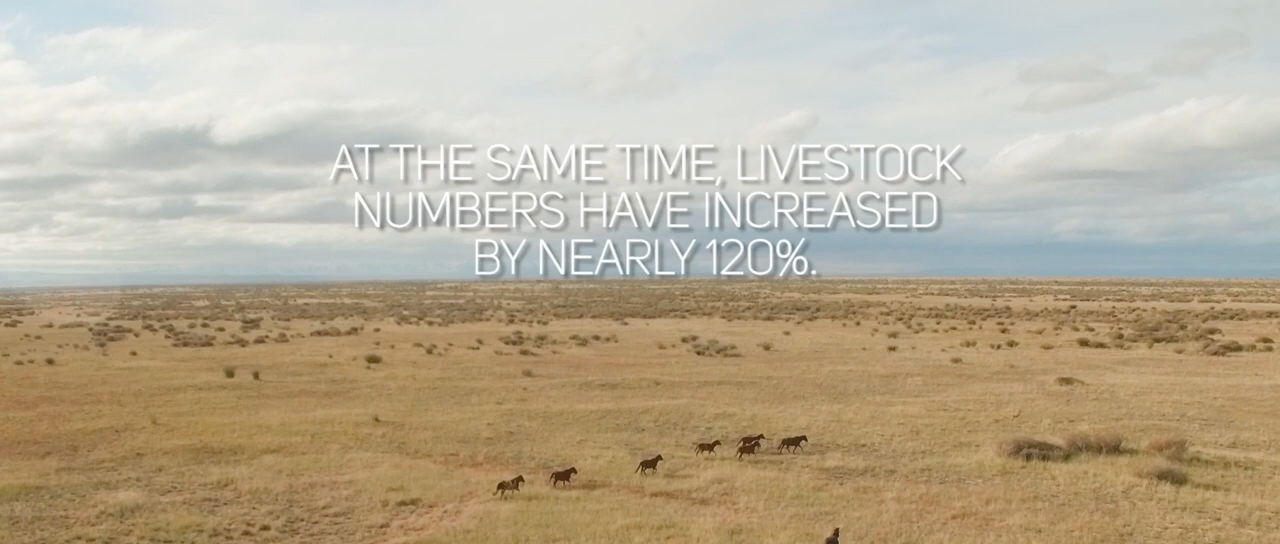 AT THE SAME TIME, LIVESTOCK
NUMBERS HAVE INCREASED
BY NEARLY 120%.